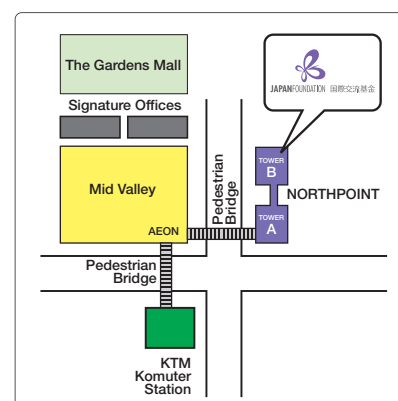 The Gardens Mall
Signature Offices
JAPANFOUNDATION 国際交流基金
Mid Valley
AEON
Pedestrian
Bridge
TOWER
B
NORTHPOINT
TOWER
A
Pedestrian
Bridge
KTM
Komuter
Station